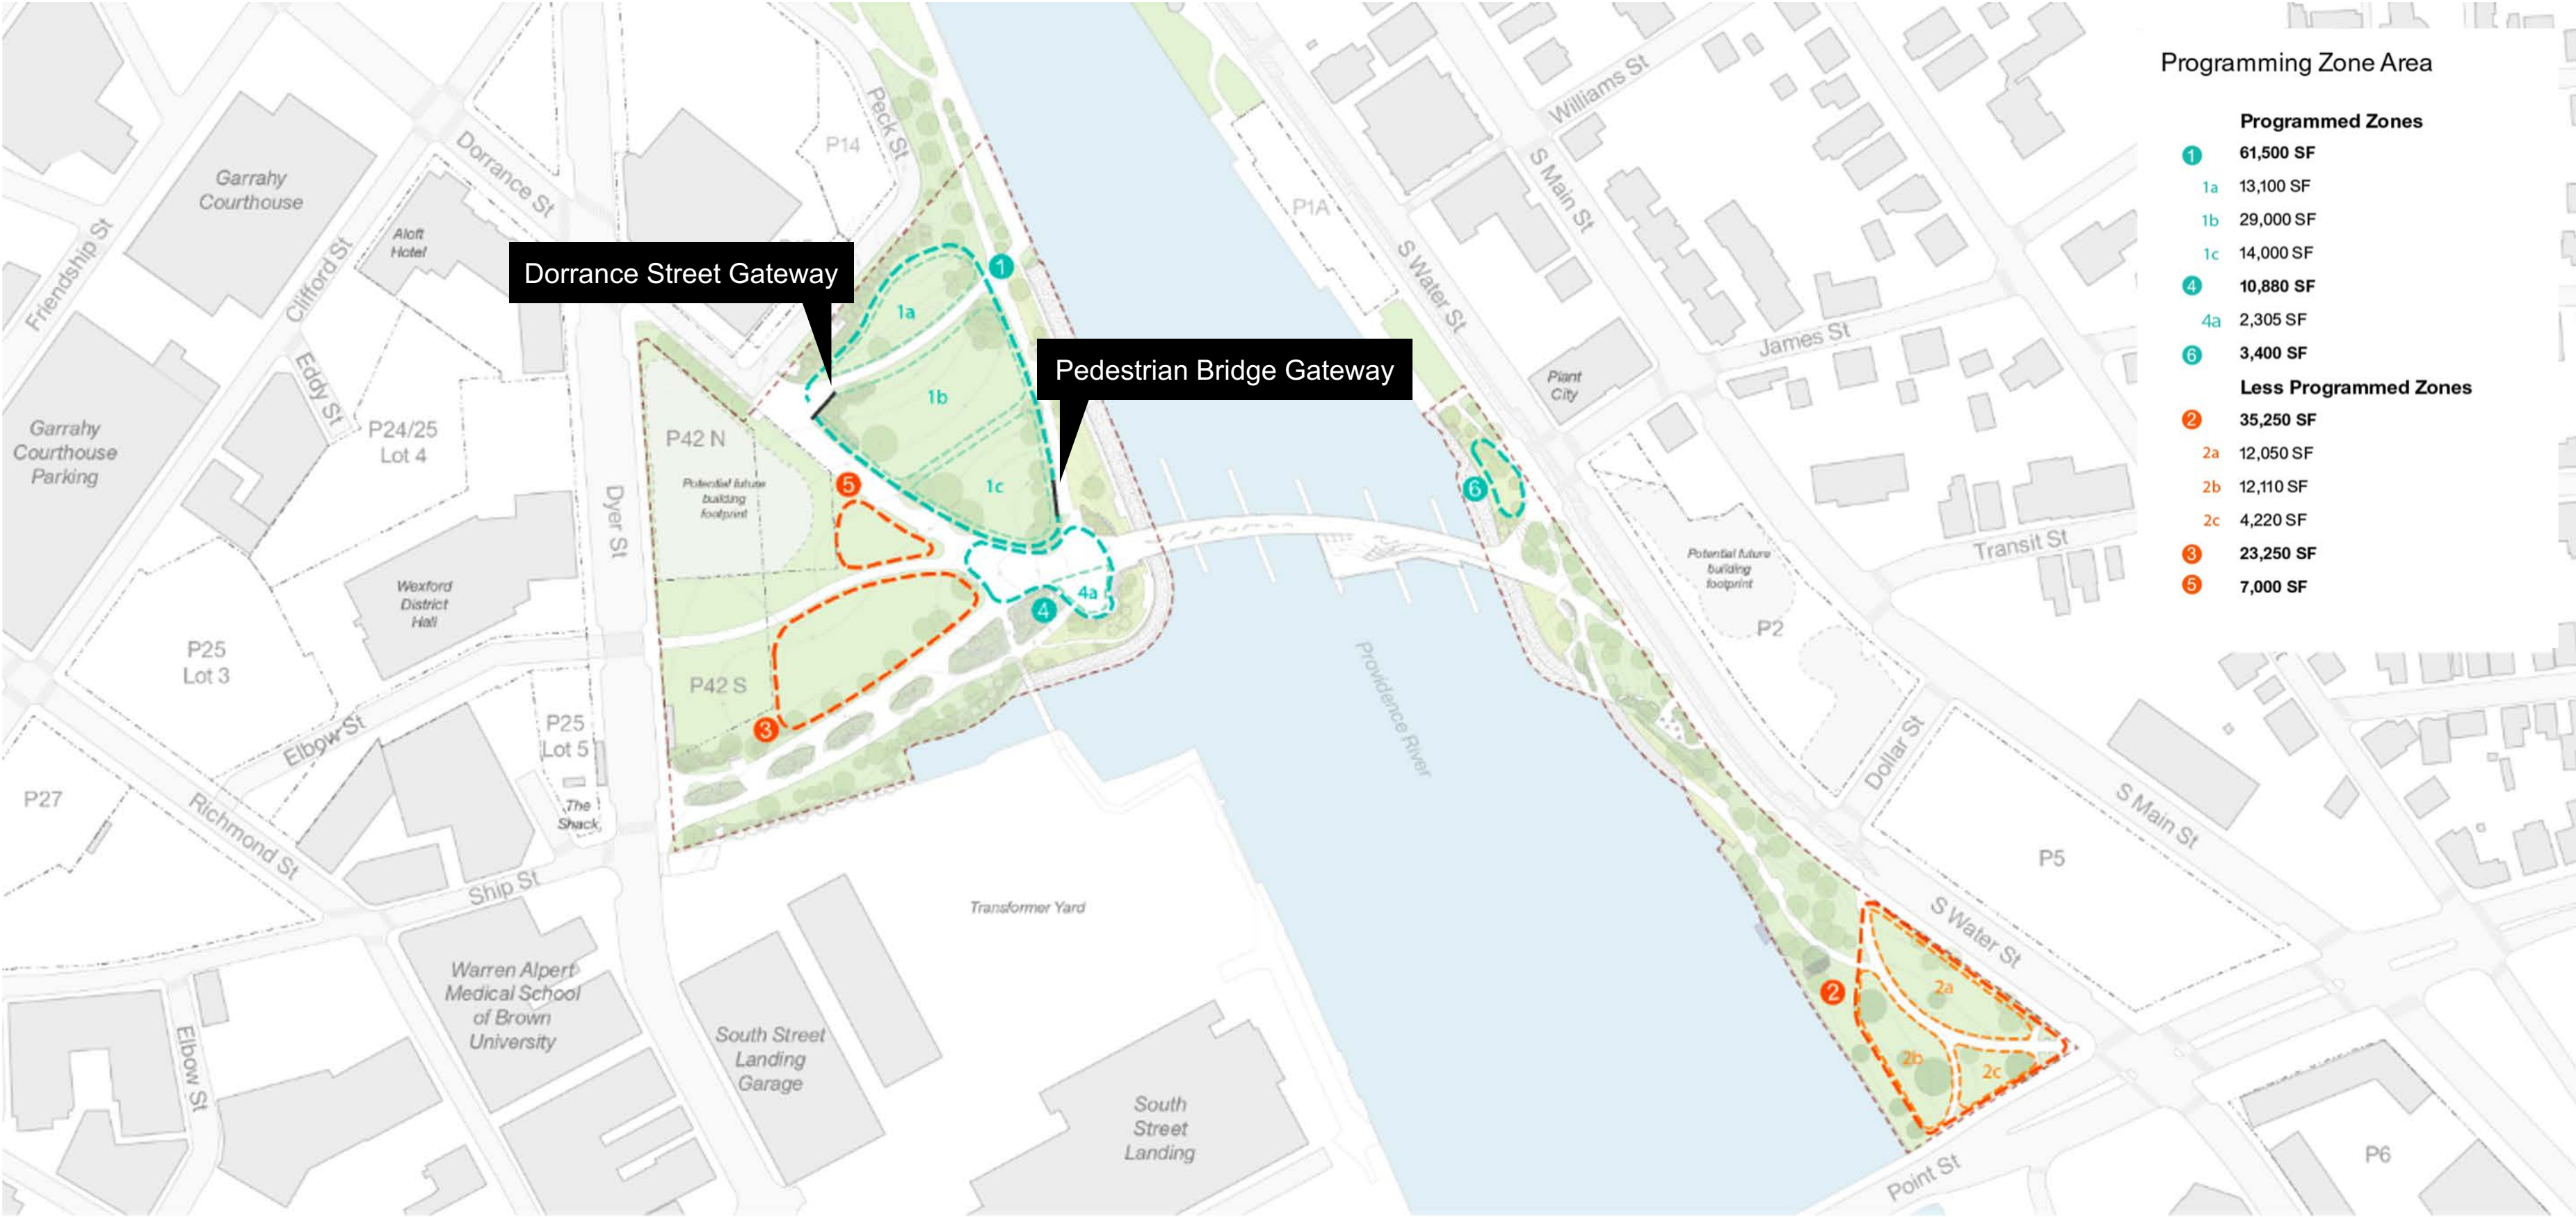 Programming Zone Area
Programmed Zones
1 61,500 SF
1a 13,100 SF
1b 29,000 SF
1c 14,000 SF
4 10,880 SF
4a 2,305 SF
6 3,400 SF
Less Programmed Zones
2 35,250 SF
2a 12,050 SF
2b 12,110 SF
2c 4,220 SF
3 23,250 SF
5 7,000 SF
Dorrance Street Gateway
Pedestrian Bridge Gateway
Peck St
P14
Williams St
S Main St
P1A
S Water St
Garrahy
Courthouse
Dorrance St
Aloft
Hotel
Friendship St
Clifford St
Eddy St
1
1a
1b
1c
James St
Plant
City
Garrahy
Courthouse
Parking
P24/25
Lot 4
P42 N
Potential future
building
footprint
5
6
Dyer St
Transit St
Potential future
building
footprint
P2
Wexford
District
Hall
4
4a
P25
Lot 3
P42 S
3
Providence River
P25
Lot 5
Elbow St
Dollar St
S Main St
P27
The
Shack
Richmond St
Ship St
P5
Transformer Yard
S Water St
Warren Alpert
Medical School
of Brown
University
2
2a
2b
2c
South Street
Landing
Garage
Elbow St
South
Street
Landing
Point St
P6